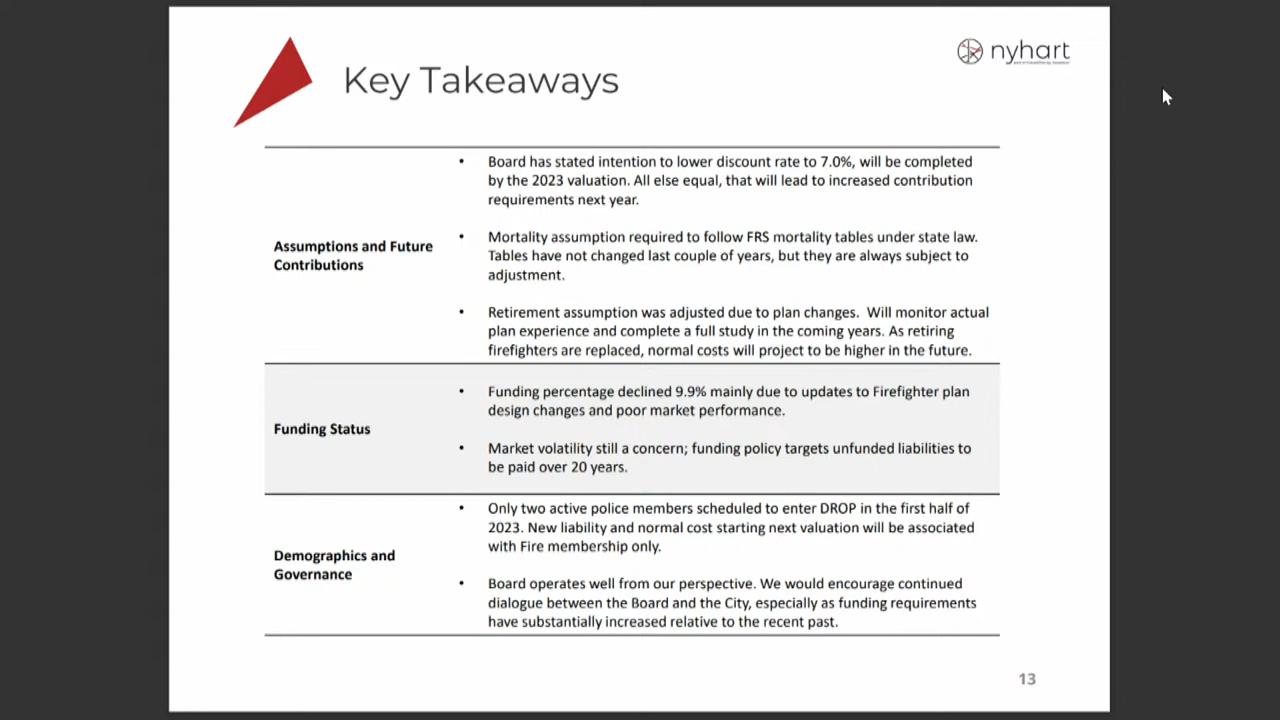 nyhart
Key Takeaways
Assumptions and Future
Contributions
• Board has stated intention to lower discount rate to 7.0%, will be completed
by the 2023 valuation. All else equal, that will lead to increased contribution
requirements next year.
• Mortality assumption required to follow FRS mortality tables under state law.
Tables have not changed last couple of years, but they are always subject to
adjustment.
• Retirement assumption was adjusted due to plan changes.  Will monitor actual
plan experience and complete a full study in the coming years. As retiring
firefighters are replaced, normal costs will project to be higher in the future.
Funding Status
• Funding percentage declined 9.9% mainly due to updates to Firefighter plan
design changes and poor market performance.
• Market volatility still a concern; funding policy targets unfunded liabilities to
be paid over 20 years.
Demographics and
Governance
• Only two active police members scheduled to enter DROP in the first half of
2023. New liability and normal cost starting next valuation will be associated
with Fire membership only.
• Board operates well from our perspective. We would encourage continued
dialogue between the Board and the City, especially as funding requirements
have substantially increased relative to the recent past.
13